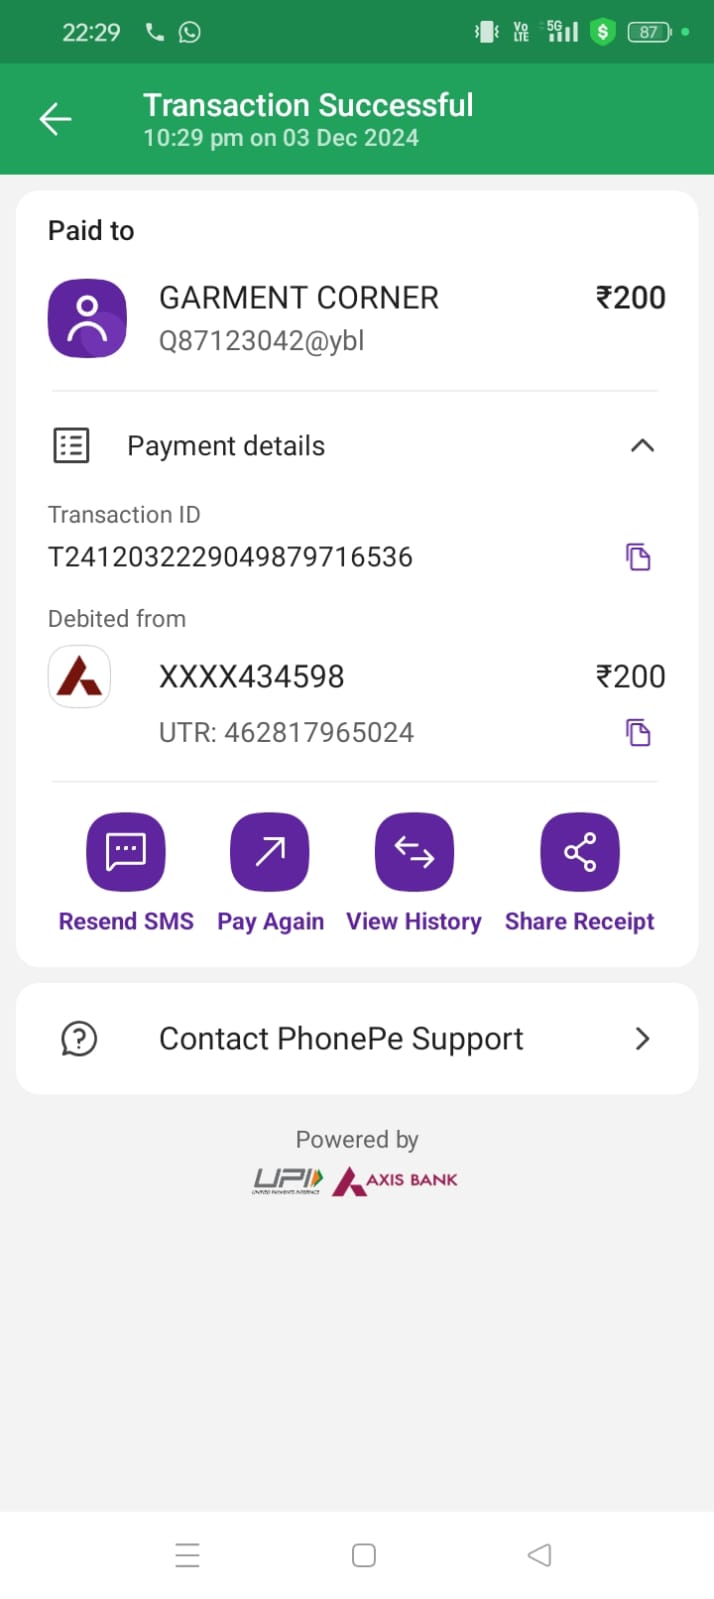 22:29
Vo LTE 5G 87
Transaction Successful
10:29 pm on 03 Dec 2024
Paid to
GARMENT CORNER ₹200
Q87123042@ybl
Payment details
Transaction ID
T2412032229049879716536
Debited from
XXXX434598 ₹200
UTR: 462817965024
Resend SMS Pay Again View History Share Receipt
Contact PhonePe Support
Powered by
UPI AXIS BANK
UNIFIED PAYMENTS INTERFACE